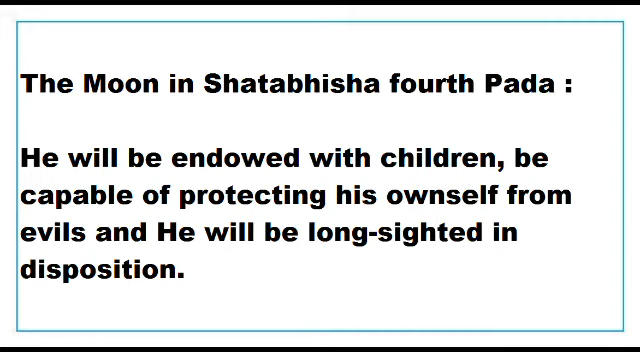 The Moon in Shatabhisha fourth Pada :
He will be endowed with children, be
capable of protecting his ownself from
evils and He will be long-sighted in
disposition.